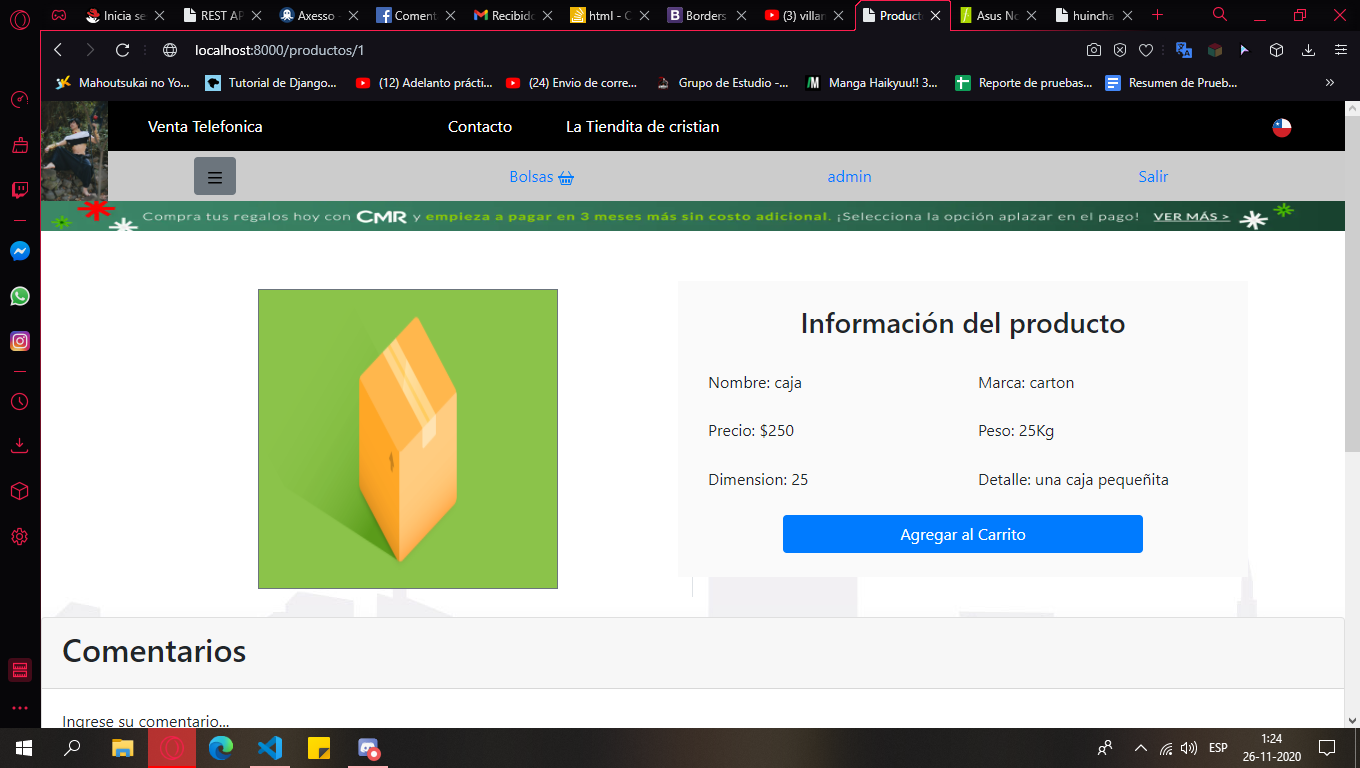 Inicia se
REST AP
Axesso -
Coment
Recibido
html - C
Borders
(3) villan
Product
Asus No
huincha
localhost:8000/productos/1
Mahoutsukai no Yo...
Tutorial de Django...
(12) Adelanto prácti...
(24) Envio de corre...
Grupo de Estudio -...
Manga Haikyuu!! 3...
Reporte de pruebas...
Resumen de Prueb...
»
Venta Telefonica
Contacto
La Tiendita de cristian
Bolsas
admin
Salir
Compra tus regalos hoy con CMR y empieza a pagar en 3 meses más sin costo adicional. ¡Selecciona la opción aplazar en el pago! VER MÁS >
Información del producto
Nombre: caja
Marca: carton
Precio: $250
Peso: 25Kg
Dimension: 25
Detalle: una caja pequeñita
Agregar al Carrito
Comentarios
Ingrese su comentario...
ESP
1:24
26-11-2020